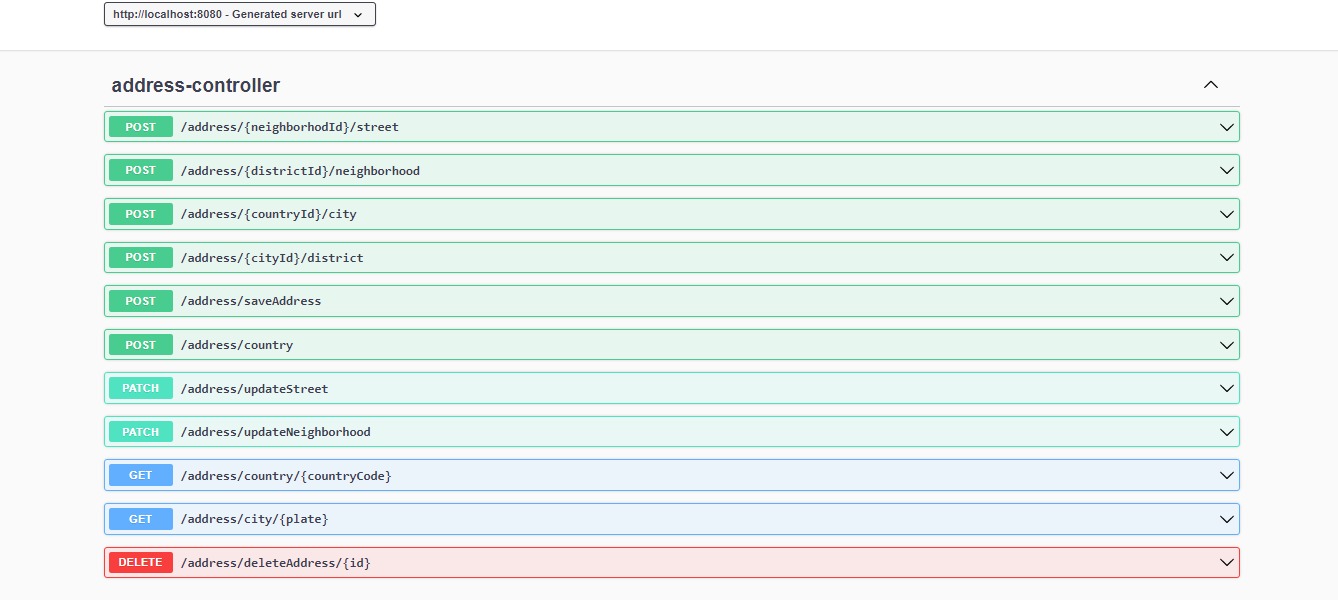 http://localhost:8080 - Generated server url
address-controller
POST /address/{neighborhodId}/street
POST /address/{districtId}/neighborhood
POST /address/{countryId}/city
POST /address/{cityId}/district
POST /address/saveAddress
POST /address/country
PATCH /address/updateStreet
PATCH /address/updateNeighborhood
GET /address/country/{countryCode}
GET /address/city/{plate}
DELETE /address/deleteAdress/{id}